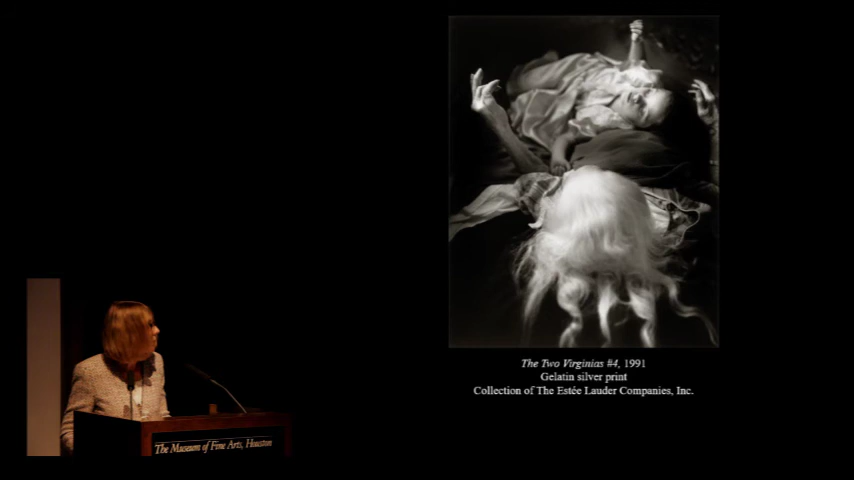 The Two Virginias #4, 1991
Gelatin silver print
Collection of The Estée Lauder Companies, Inc.
The Museum of Fine Arts, Houston